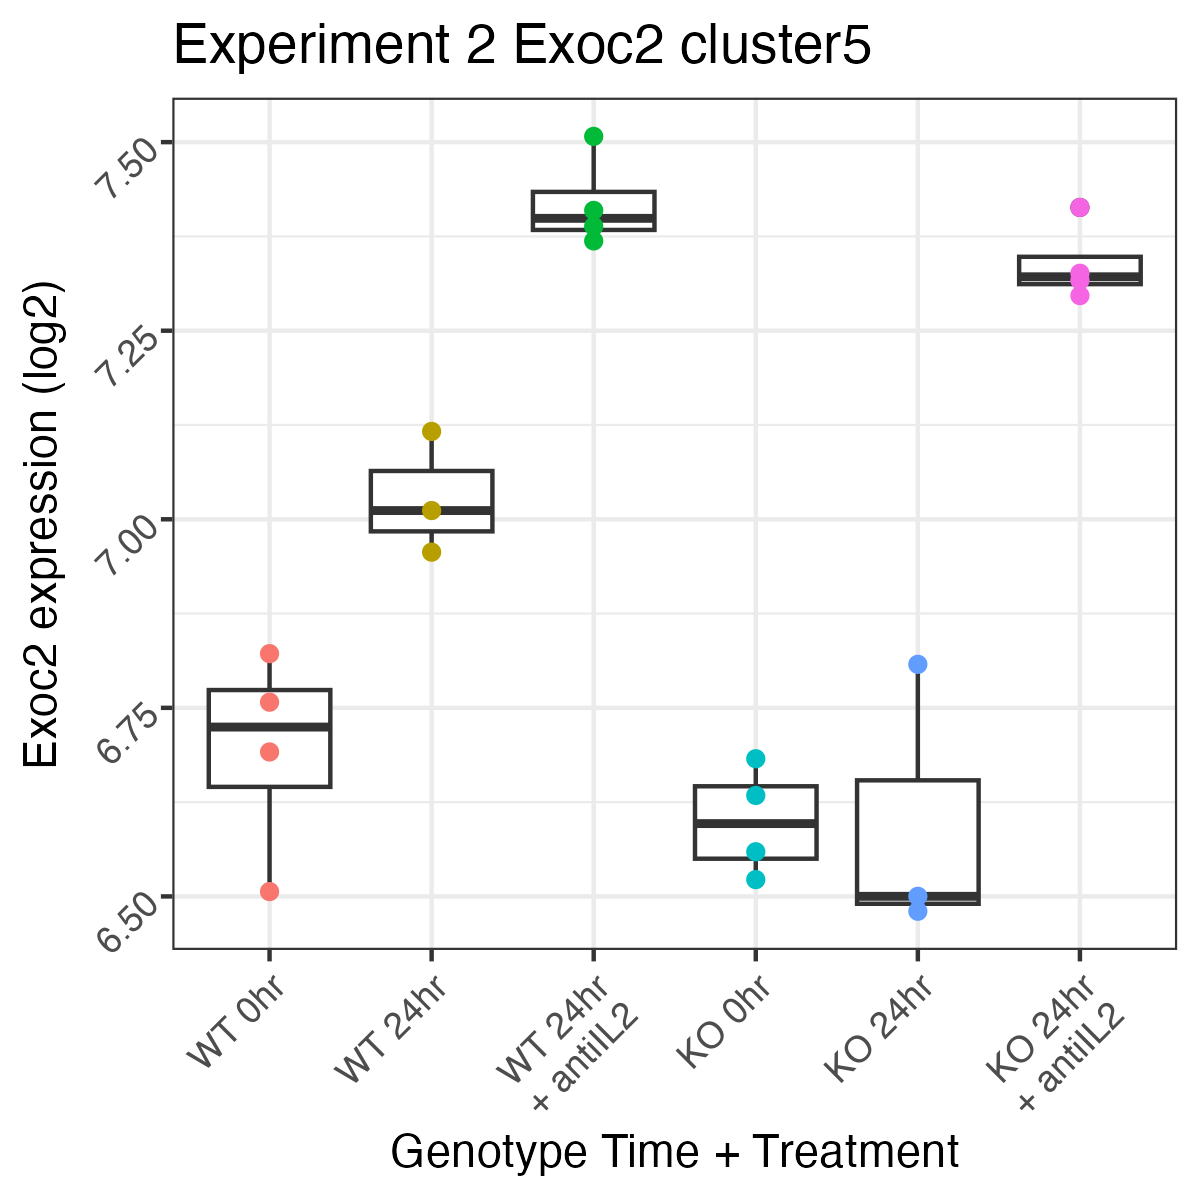 Experiment 2 Exoc2 cluster5
Exoc2 expression (log2)
7.50
7.25
7.00
6.75
6.50
WT 0hr
WT 24hr
WT 24hr
+ antiIL2
KO 0hr
KO 24hr
KO 24hr
+ antiIL2
Genotype Time + Treatment